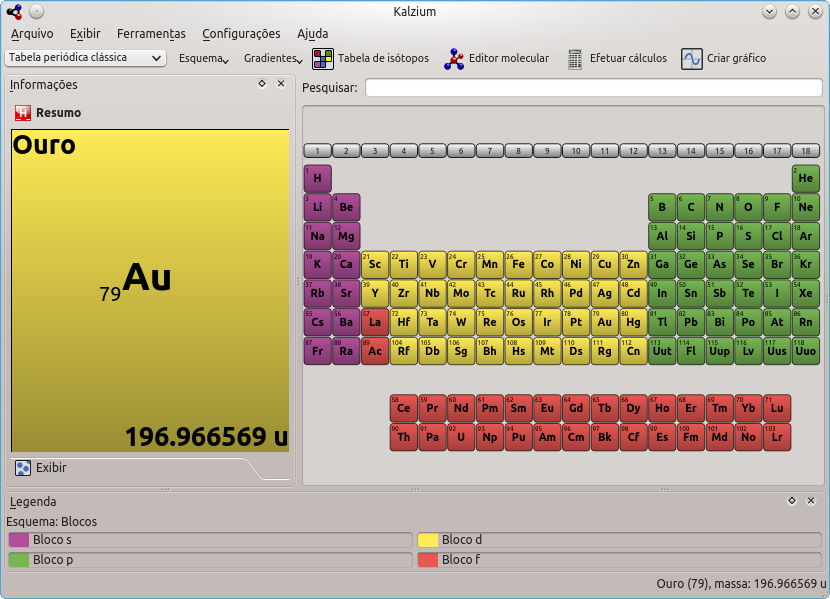 Kalzium
Arquivo Exibir Ferramentas Configurações Ajuda
Tabela periódica clássica Esquema Gradientes Tabela de isótopos Editor molecular Efetuar cálculos Criar gráfico
Informações
Pesquisar:
Resumo
Ouro
79Au
196.966569 u
Exibir
1 2 3 4 5 6 7 8 9 10 11 12 13 14 15 16 17 18
1 H 2 He
3 Li 4 Be 5 B 6 C 7 N 8 O 9 F 10 Ne
11 Na 12 Mg 13 Al 14 Si 15 P 16 S 17 Cl 18 Ar
19 K 20 Ca 21 Sc 22 Ti 23 V 24 Cr 25 Mn 26 Fe 27 Co 28 Ni 29 Cu 30 Zn 31 Ga 32 Ge 33 As 34 Se 35 Br 36 Kr
37 Rb 38 Sr 39 Y 40 Zr 41 Nb 42 Mo 43 Tc 44 Ru 45 Rh 46 Pd 47 Ag 48 Cd 49 In 50 Sn 51 Sb 52 Te 53 I 54 Xe
55 Cs 56 Ba 57 La 72 Hf 73 Ta 74 W 75 Re 76 Os 77 Ir 78 Pt 79 Au 80 Hg 81 Tl 82 Pb 83 Bi 84 Po 85 At 86 Rn
87 Fr 88 Ra 89 Ac 104 Rf 105 Db 106 Sg 107 Bh 108 Hs 109 Mt 110 Ds 111 Rg 112 Cn 113 Uut 114 Fl 115 Uup 116 Lv 117 Uus 118 Uuo
58 Ce 59 Pr 60 Nd 61 Pm 62 Sm 63 Eu 64 Gd 65 Tb 66 Dy 67 Ho 68 Er 69 Tm 70 Yb 71 Lu
90 Th 91 Pa 92 U 93 Np 94 Pu 95 Am 96 Cm 97 Bk 98 Cf 99 Es 100 Fm 101 Md 102 No 103 Lr
Legenda
Esquema: Blocos
Bloco s Bloco d
Bloco p Bloco f
Ouro (79), massa: 196.966569 u